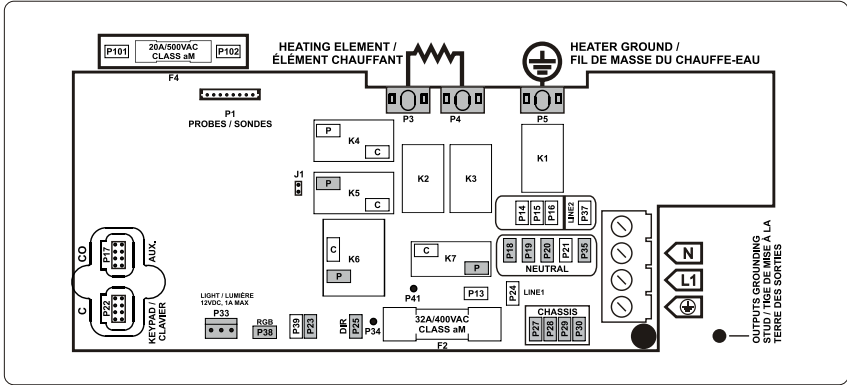 P101
20A/500VAC
CLASS aM
P102
F4
HEATING ELEMENT /
ÉLÉMENT CHAUFFANT
HEATER GROUND /
FIL DE MASSE DU CHAUFFE-EAU
P1
PROBES / SONDES
P3
P4
P5
P
K4
C
J1
P
K5
C
K2
K3
K1
P14
P15
P16
LINE2
P37
C
K6
P
C
K7
P
P18
P19
P20
P21
P35
NEUTRAL
N
L1
CO
P17
AUX.
C
P22
KEYPAD /
CLAVIER
P41
P13
P24
LINE1
LIGHT / LUMIÈRE
12VDC, 1A MAX
P33
RGB
P38
P39
P23
DIR
P25
P34
32A/400VAC
CLASS aM
F2
CHASSIS
P27
P28
P29
P30
OUTPUTS GROUNDING
STUD / TIGE DE MISE À LA
TERRE DES SORTIES